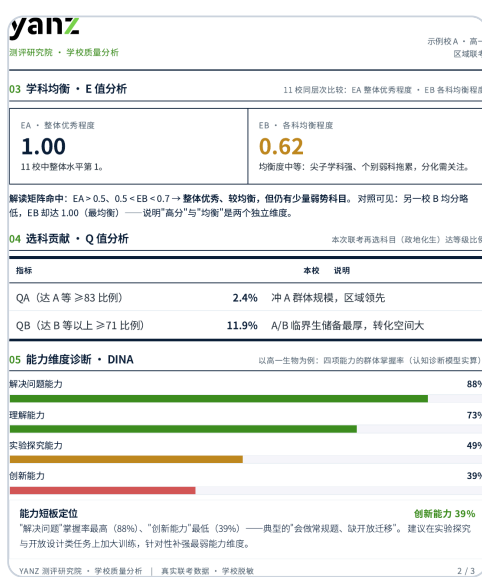 yanz
测评研究院 · 学校质量分析
示例校 A · 高一
区域联考
03 学科均衡 · E 值分析
11 校同层次比较：EA 整体优秀程度 · EB 各科均衡程度
EA · 整体优秀程度
1.00
11 校中整体水平第 1。
EB · 各科均衡程度
0.62
均衡度中等：尖子学科强、个别弱科拖累，分化需关注。
解读矩阵命中：EA > 0.5、0.5 < EB < 0.7 → 整体优秀、较均衡，但仍有少量弱势科目。 对照可见：另一校 B 均分略
低，EB 却达 1.00（最均衡）——说明"高分"与"均衡"是两个独立维度。
04 选科贡献 · Q 值分析
本次联考再选科目（政地化生）达等级比例
指标 本校 说明
QA（达 A 等 ≥83 比例） 2.4% 冲 A 群体规模，区域领先
QB（达 B 等以上 ≥71 比例） 11.9% A/B 临界生储备最厚，转化空间大
05 能力维度诊断 · DINA
以高一生物为例：四项能力的群体掌握率（认知诊断模型实算）
解决问题能力 88%
理解能力 73%
实验探究能力 49%
创新能力 39%
能力短板定位 创新能力 39%
"解决问题"掌握率最高（88%）、"创新能力"最低（39%）——典型的"会做常规题、缺开放迁移"。 建议在实验探究
与开放设计类任务上加大训练，针对性补强最弱能力维度。
YANZ 测评研究院 · 学校质量分析 | 真实联考数据 · 学校脱敏
2 / 3